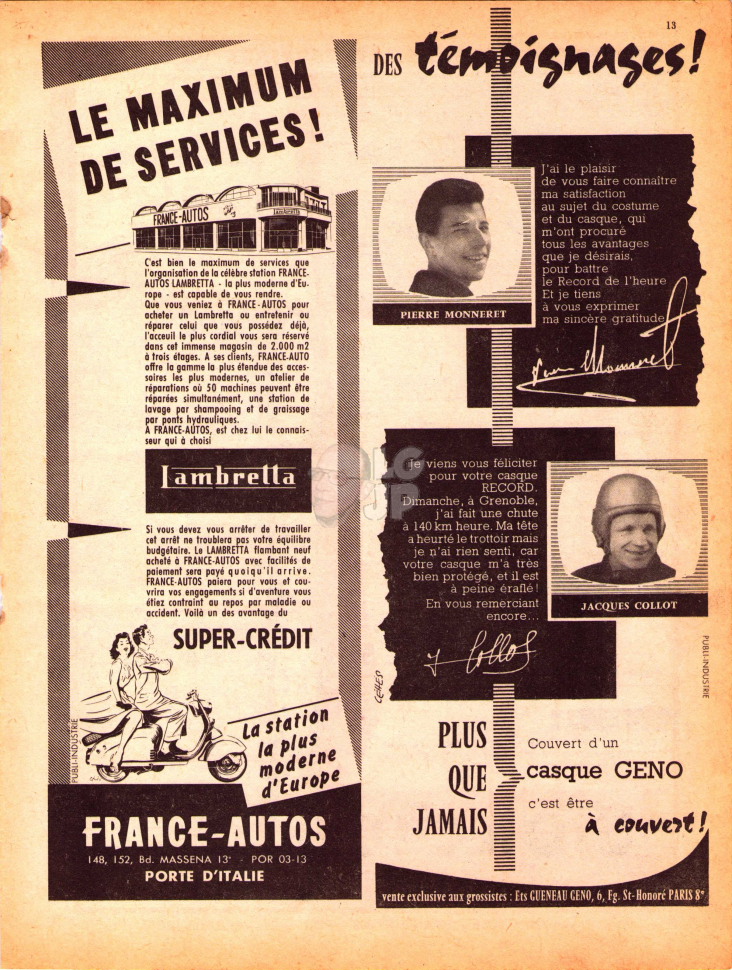 13
LE MAXIMUM
DE SERVICES !
FRANCE-AUTOS
Lambretta
C'est bien le maximum de services que
l'organisation de la célèbre station FRANCE-
AUTOS LAMBRETTA - la plus moderne d'Eu-
rope - est capable de vous rendre.
Que vous veniez à FRANCE-AUTOS pour
acheter un Lambretta ou entretenir ou
réparer celui que vous possédez déjà,
l'acceuil le plus cordial vous sera réservé
dans cet immense magasin de 2.000 m2
à trois étages. A ses clients, FRANCE-AUTO
offre la gamme la plus étendue des acces-
soires les plus modernes, un atelier de
réparations où 50 machines peuvent être
réparées simultanément, une station de
lavage par shampooing et de graissage
par ponts hydrauliques.
A FRANCE-AUTOS, est chez lui le connais-
seur qui à choisi
Lambretta
Si vous devez vous arrêter de travailler
cet arrêt ne troublera pas votre équilibre
budgétaire. Le LAMBRETTA flambant neuf
acheté à FRANCE-AUTOS avec facilités de
paiement sera payé quoiqu'il arrive.
FRANCE-AUTOS paiera pour vous et cou-
vrira vos engagements si d'aventure vous
étiez contraint au repos par maladie ou
accident. Voilà un des avantage du
SUPER-CRÉDIT
PUBLI-INDUSTRIE
La station
la plus
moderne
d'Europe
FRANCE-AUTOS
148, 152, Bd. MASSENA 13e - POR 03-13
PORTE D'ITALIE
DES témoignages !
J'ai le plaisir
de vous faire connaître
ma satisfaction
au sujet du costume
et du casque, qui
m'ont procuré
tous les avantages
que je désirais,
pour battre
le Record de l'heure
Et je tiens
à vous exprimer
ma sincère gratitude
PIERRE MONNERET
Pierre Monneret
Je viens vous féliciter
pour votre casque
RECORD.
Dimanche, à Grenoble,
j'ai fait une chute
à 140 km heure. Ma tête
a heurté le trottoir mais
je n'ai rien senti, car
votre casque m'a très
bien protégé, et il est
à peine éraflé !
En vous remerciant
encore...
J Collot
JACQUES COLLOT
LCJP
PUBLI-INDUSTRIE
PLUS
QUE
JAMAIS
Couvert d'un
casque GENO
c'est être
à couvert !
vente exclusive aux grossistes : Ets GUENEAU GENO, 6, Fg. St-Honoré PARIS 8e